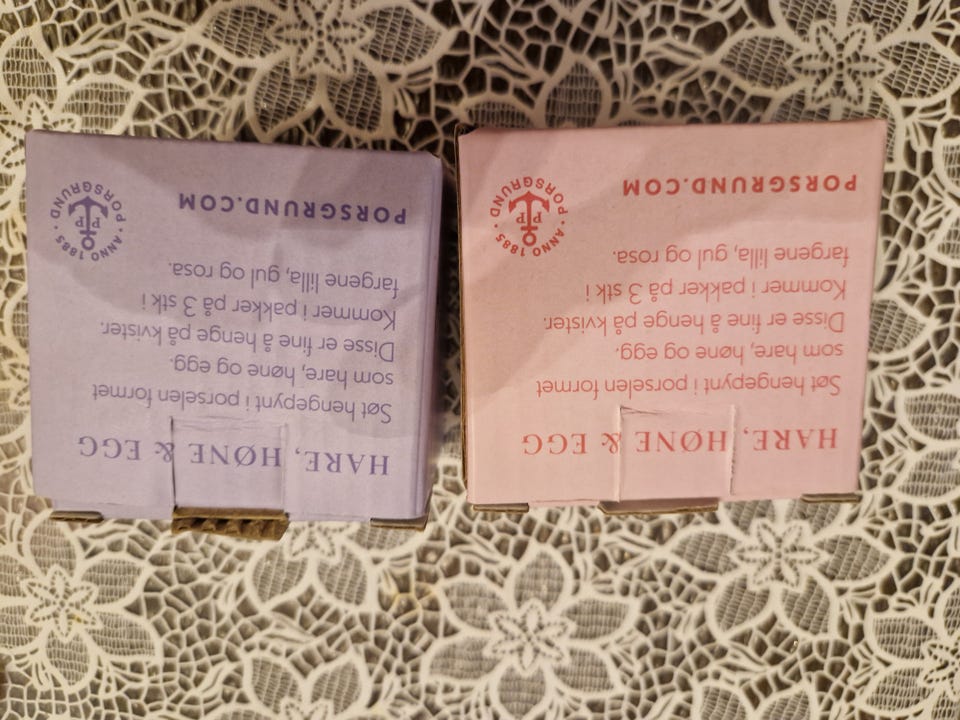 HARE, HØNE & EGG
Søt hengepynt i porselen formet
som hare, høne og egg.
Disse er fine å henge på kvister.
Kommer i pakker på 3 stk i
fargene lilla, gul og rosa.
PORSGRUND.COM
PORSGRUND · ANNO 1885 ·
PP
HARE, HØNE & EGG
Søt hengepynt i porselen formet
som hare, høne og egg.
Disse er fine å henge på kvister.
Kommer i pakker på 3 stk i
fargene lilla, gul og rosa.
PORSGRUND.COM
PORSGRUND · ANNO 1885 ·
PP